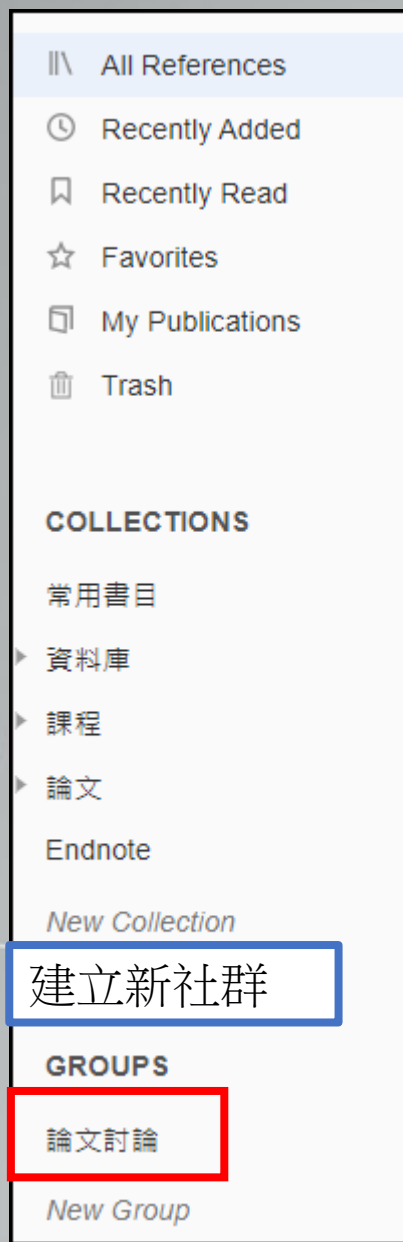 All References
Recently Added
Recently Read
Favorites
My Publications
Trash
COLLECTIONS
常用書目
資料庫
課程
論文
Endnote
New Collection
建立新社群
GROUPS
論文討論
New Group